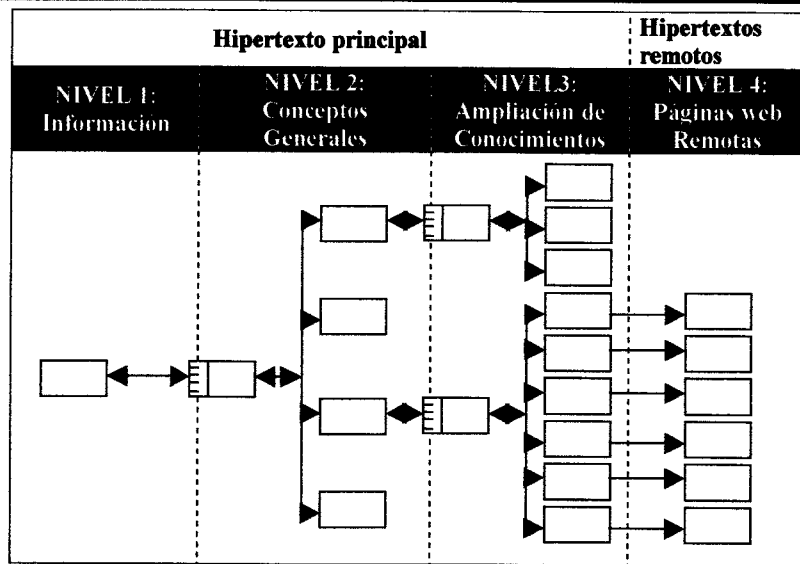 Hipertexto principal
Hipertextos
remotos
NIVEL 1:
Información
NIVEL 2:
Conceptos
Generales
NIVEL3:
Ampliación de
Conocimientos
NIVEL 4:
Páginas web
Remotas